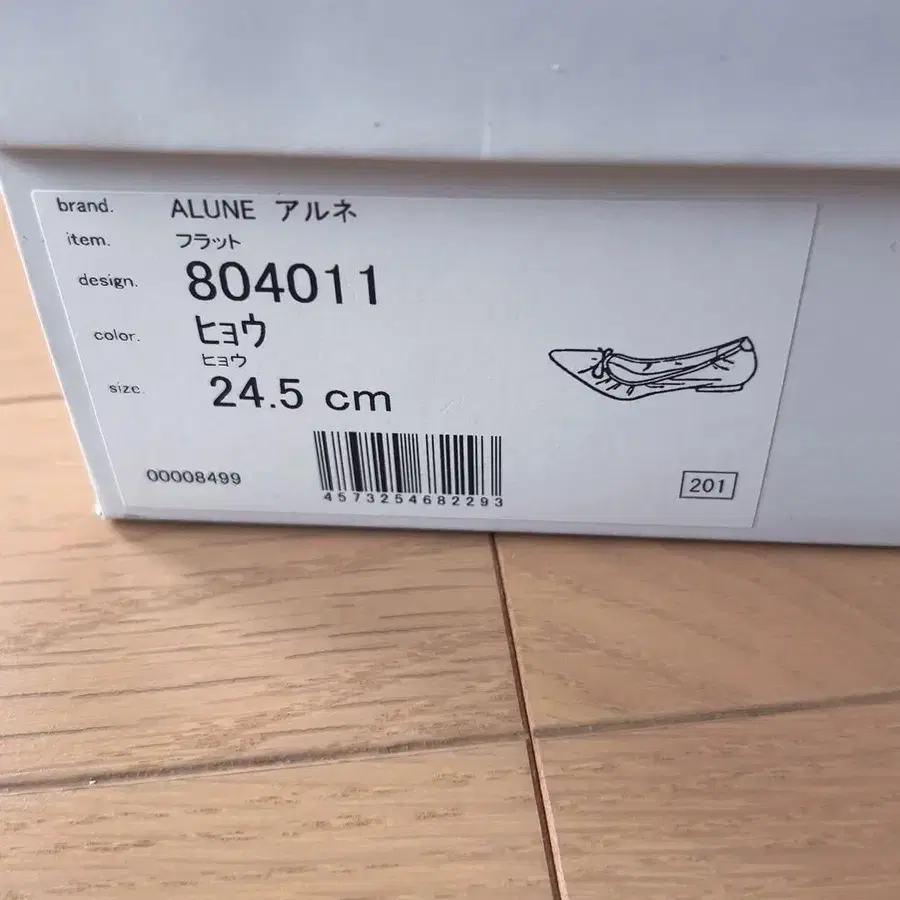 brand. ALUNE アルネ
item. フラット
design. 804011
color. ヒョウ
ヒョウ
size. 24.5 cm
00008499
4573254682293
201